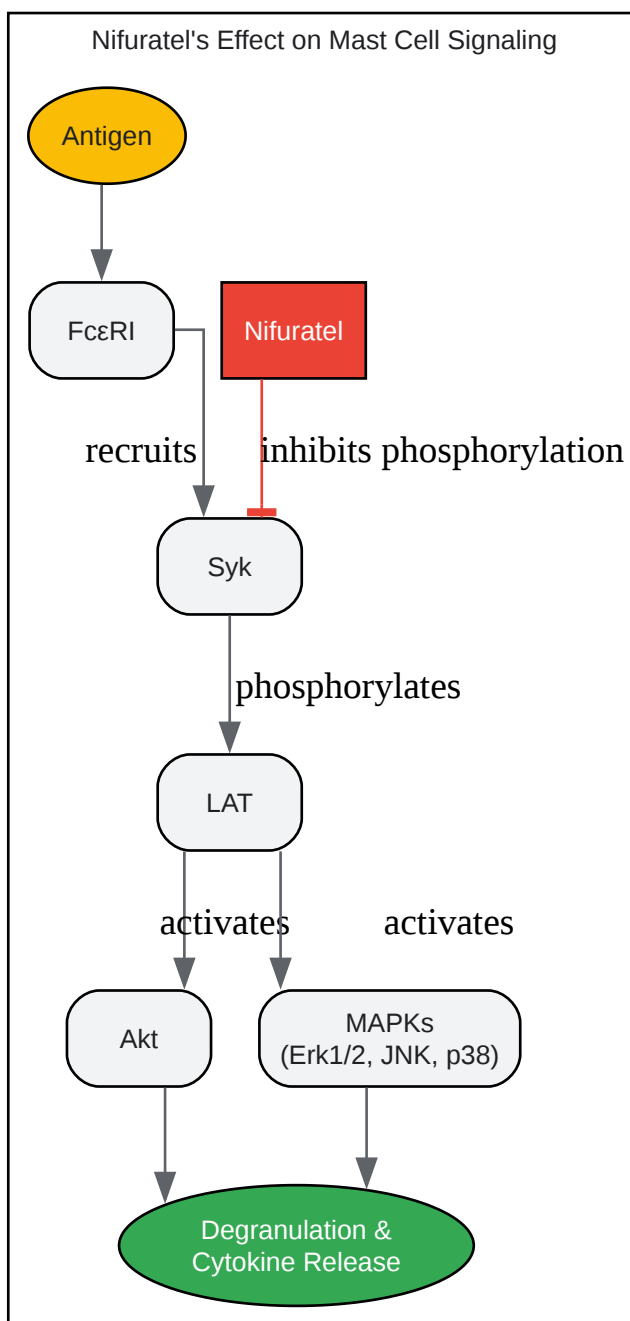 Nifuratel's Effect on Mast Cell Signaling
Antigen
FcεRI
Nifuratel
recruits
inhibits phosphorylation
Syk
phosphorylates
LAT
activates
activates
Akt
MAPKs
(Erk1/2, JNK, p38)
Degranulation &
Cytokine Release